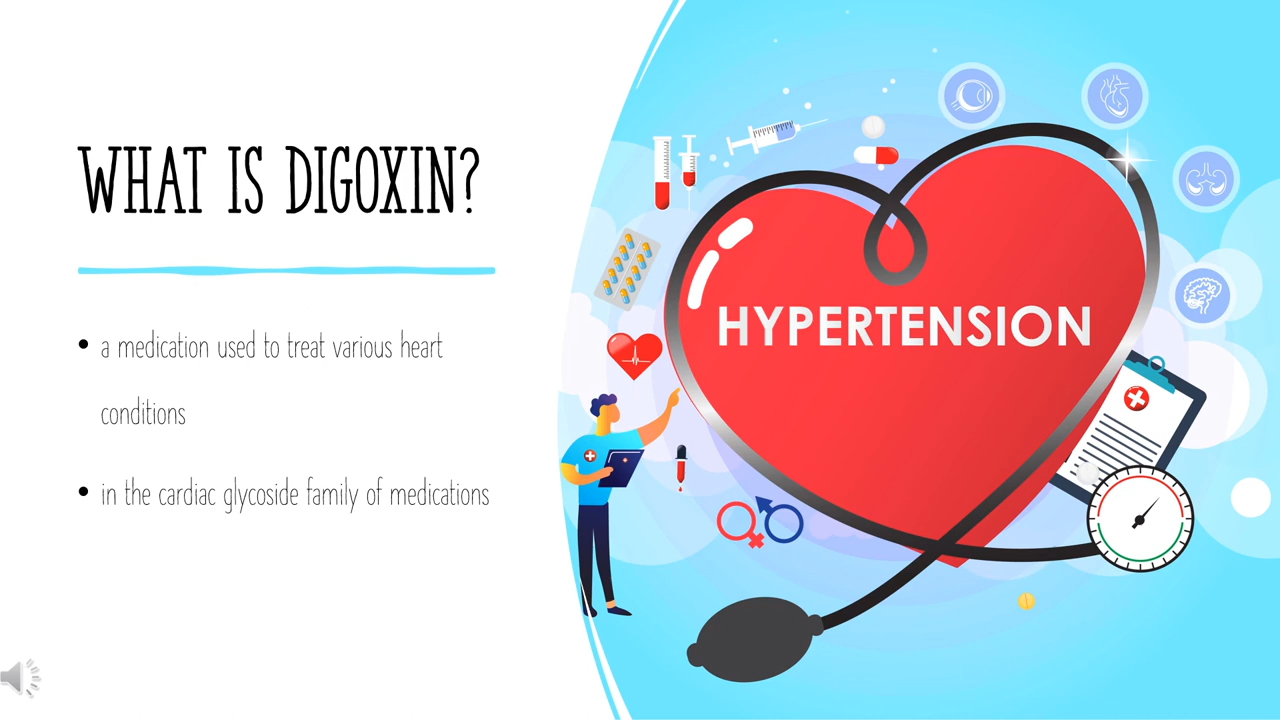 WHAT IS DIGOXIN?
• a medication used to treat various heart
conditions
• in the cardiac glycoside family of medications
HYPERTENSION